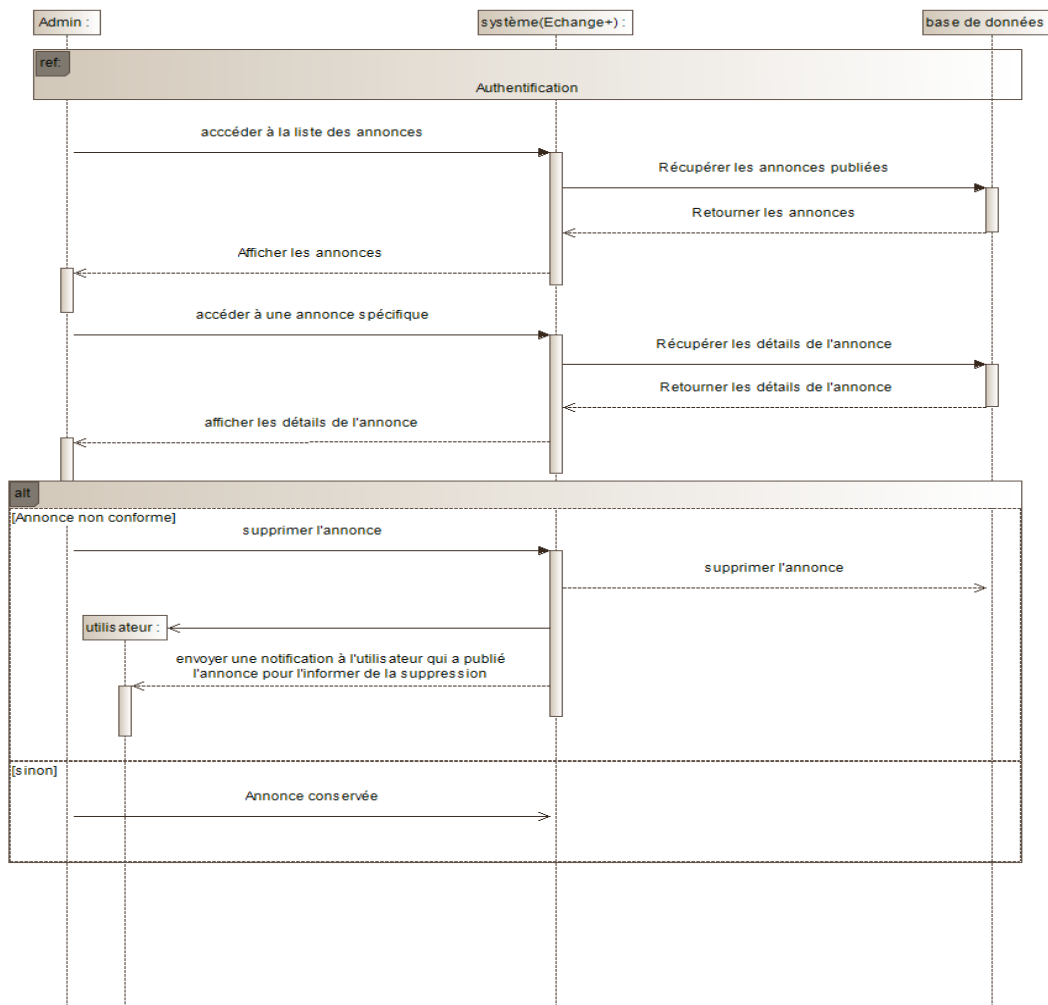 Admin :
système(Echange+) :
base de données
ref:
Authentification
acccéder à la liste des annonces
Récupérer les annonces publiées
Retourner les annonces
Afficher les annonces
accéder à une annonce spécifique
Récupérer les détails de l'annonce
Retourner les détails de l'annonce
afficher les détails de l'annonce
alt
[Annonce non conforme]
supprimer l'annonce
supprimer l'annonce
utilisateur :
envoyer une notification à l'utilisateur qui a publié
l'annonce pour l'informer de la suppression
[sinon]
Annonce conservée